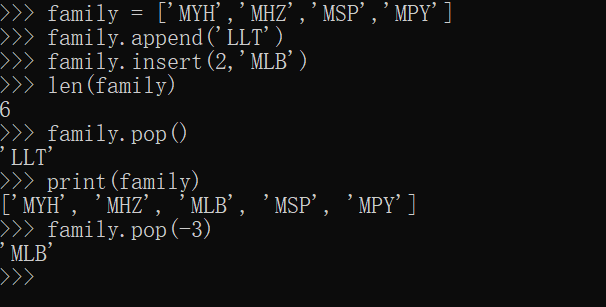 >>> family = ['MYH','MHZ','MSP','MPY']
>>> family.append('LLT')
>>> family.insert(2,'MLB')
>>> len(family)
6
>>> family.pop()
'LLT'
>>> print(family)
['MYH', 'MHZ', 'MLB', 'MSP', 'MPY']
>>> family.pop(-3)
'MLB'
>>>